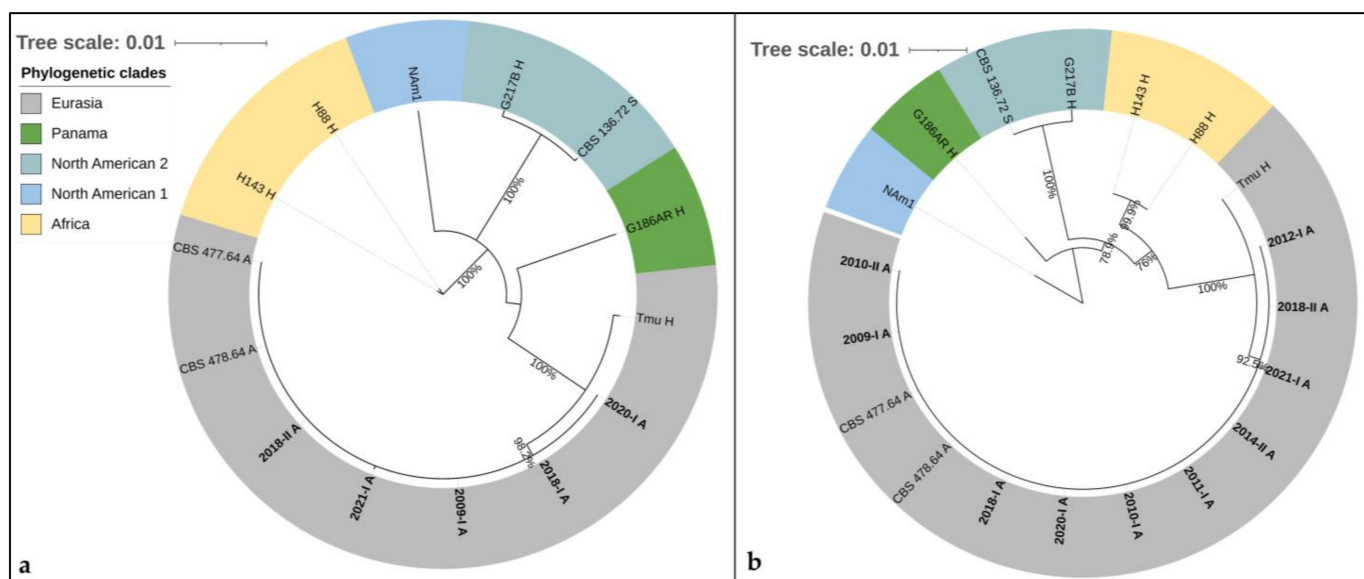 Tree scale: 0.01
Phylogenetic clades
Eurasia
Panama
North American 2
North American 1
Africa
H143 H
H88 H
NAm1
G217B H
CBS 136.72 S
G186AR H
Tmu H
2020-I A
2018-I A
2009-I A
2021-I A
2018-II A
CBS 478.64 A
CBS 477.64 A
100%
100%
100%
98.2%
a
Tree scale: 0.01
NAm1
G186AR H
CBS 136.72 S
G217B H
H143 H
H88 H
Tmu H
2012-I A
2018-II A
2021-I A
2014-II A
2011-I A
2010-I A
2020-I A
2018-I A
CBS 478.64 A
CBS 477.64 A
2009-I A
2010-II A
100%
99.9%
78.9%
76%
100%
92.5%
b